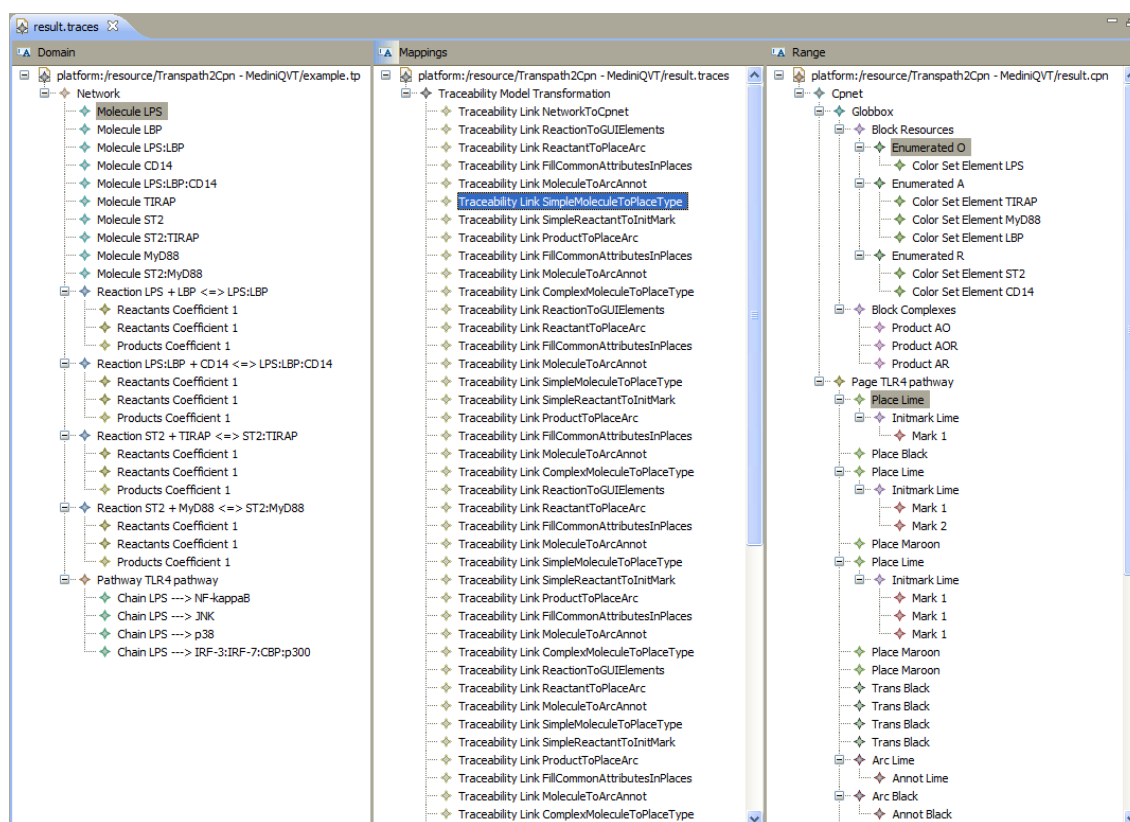 result.traces
Domain
platform:/resource/Transpath2Cpn - MediniQVT/example.tp
Network
Molecule LPS
Molecule LBP
Molecule LPS:LBP
Molecule CD14
Molecule LPS:LBP:CD14
Molecule TIRAP
Molecule ST2
Molecule ST2:TIRAP
Molecule MyD88
Molecule ST2:MyD88
Reaction LPS + LBP <=> LPS:LBP
Reactants Coefficient 1
Reactants Coefficient 1
Products Coefficient 1
Reaction LPS:LBP + CD14 <=> LPS:LBP:CD14
Reactants Coefficient 1
Reactants Coefficient 1
Products Coefficient 1
Reaction ST2 + TIRAP <=> ST2:TIRAP
Reactants Coefficient 1
Reactants Coefficient 1
Products Coefficient 1
Reaction ST2 + MyD88 <=> ST2:MyD88
Reactants Coefficient 1
Reactants Coefficient 1
Products Coefficient 1
Pathway TLR4 pathway
Chain LPS ---> NF-kappaB
Chain LPS ---> JNK
Chain LPS ---> p38
Chain LPS ---> IRF-3:IRF-7:CBP:p300
Mappings
platform:/resource/Transpath2Cpn - MediniQVT/result.traces
Traceability Model Transformation
Traceability Link NetworkToCpnet
Traceability Link ReactionToGUIElements
Traceability Link ReactantToPlaceArc
Traceability Link FillCommonAttributesInPlaces
Traceability Link MoleculeToArcAnnot
Traceability Link SimpleMoleculeToPlaceType
Traceability Link SimpleReactantToInitMark
Traceability Link ProductToPlaceArc
Traceability Link FillCommonAttributesInPlaces
Traceability Link MoleculeToArcAnnot
Traceability Link ComplexMoleculeToPlaceType
Traceability Link ReactionToGUIElements
Traceability Link ReactantToPlaceArc
Traceability Link FillCommonAttributesInPlaces
Traceability Link MoleculeToArcAnnot
Traceability Link SimpleMoleculeToPlaceType
Traceability Link SimpleReactantToInitMark
Traceability Link ProductToPlaceArc
Traceability Link FillCommonAttributesInPlaces
Traceability Link MoleculeToArcAnnot
Traceability Link ComplexMoleculeToPlaceType
Traceability Link ReactionToGUIElements
Traceability Link ReactantToPlaceArc
Traceability Link FillCommonAttributesInPlaces
Traceability Link MoleculeToArcAnnot
Traceability Link SimpleMoleculeToPlaceType
Traceability Link SimpleReactantToInitMark
Traceability Link ProductToPlaceArc
Traceability Link FillCommonAttributesInPlaces
Traceability Link MoleculeToArcAnnot
Traceability Link ComplexMoleculeToPlaceType
Traceability Link ReactionToGUIElements
Traceability Link ReactantToPlaceArc
Traceability Link MoleculeToArcAnnot
Traceability Link SimpleMoleculeToPlaceType
Traceability Link SimpleReactantToInitMark
Traceability Link ProductToPlaceArc
Traceability Link FillCommonAttributesInPlaces
Traceability Link MoleculeToArcAnnot
Traceability Link ComplexMoleculeToPlaceType
Range
platform:/resource/Transpath2Cpn - MediniQVT/result.cpn
Cpnet
Globbox
Block Resources
Enumerated O
Color Set Element LPS
Enumerated A
Color Set Element TIRAP
Color Set Element MyD88
Color Set Element LBP
Enumerated R
Color Set Element ST2
Color Set Element CD14
Block Complexes
Product AO
Product AOR
Product AR
Page TLR4 pathway
Place Lime
Initmark Lime
Mark 1
Place Black
Place Lime
Initmark Lime
Mark 1
Mark 2
Place Maroon
Place Lime
Initmark Lime
Mark 1
Mark 1
Mark 1
Place Maroon
Place Maroon
Trans Black
Trans Black
Trans Black
Trans Black
Arc Lime
Annot Lime
Arc Black
Annot Black